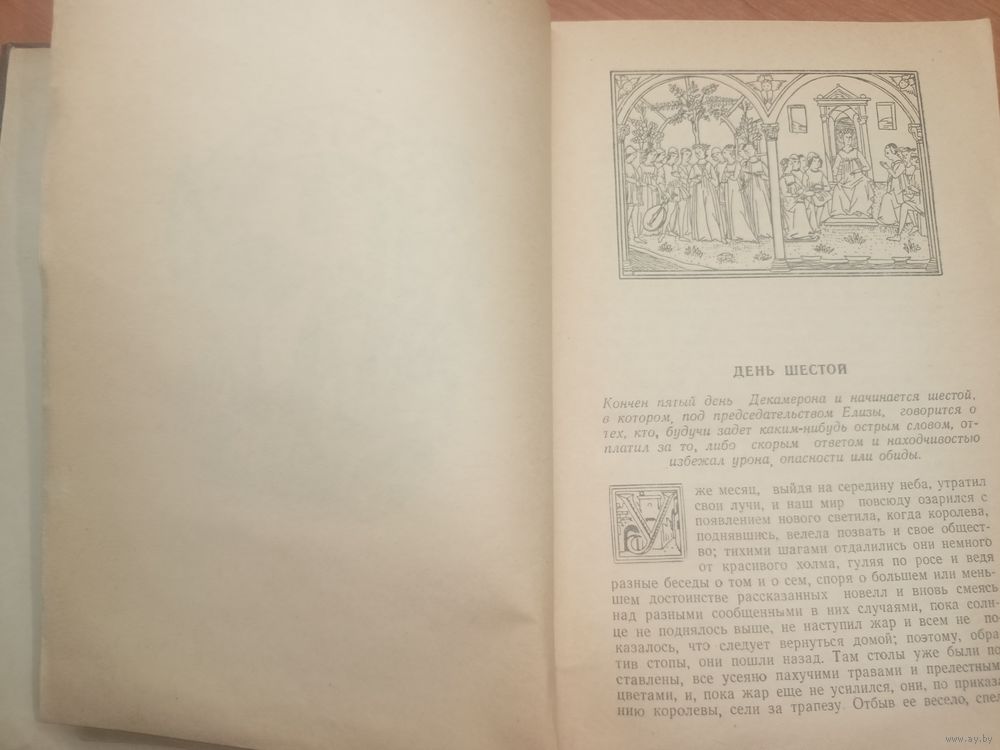 ДЕНЬ ШЕСТОЙ
Кончен пятый день Декамерона и начинается шестой,
в котором, под председательством Елизы, говорится о
тех, кто, будучи задет каким-нибудь острым словом, от-
платил за то, либо скорым ответом и находчивостью
избежал урона, опасности или обиды.
Уже месяц, выйдя на середину неба, утратил
свои лучи, и наш мир повсюду озарился с
появлением нового светила, когда королева,
поднявшись, велела позвать и свое общест-
во; тихими шагами отдалились они немного
от красивого холма, гуляя по росе и ведя
разные беседы о том и о сем, споря о большем или мень-
шем достоинстве рассказанных новелл и вновь смеясь
над разными сообщенными в них случаями, пока солн-
це не поднялось выше, не наступил жар и всем не по-
казалось, что следует вернуться домой; поэтому, обра
тив стопы, они пошли назад. Там столы уже были по
ставлены, все усеяно пахучими травами и прелестным
цветами, и, пока жар еще не усилился, они, по приказа
нию королевы, сели за трапезу. Отбыв ее весело, спел
www.ay.by